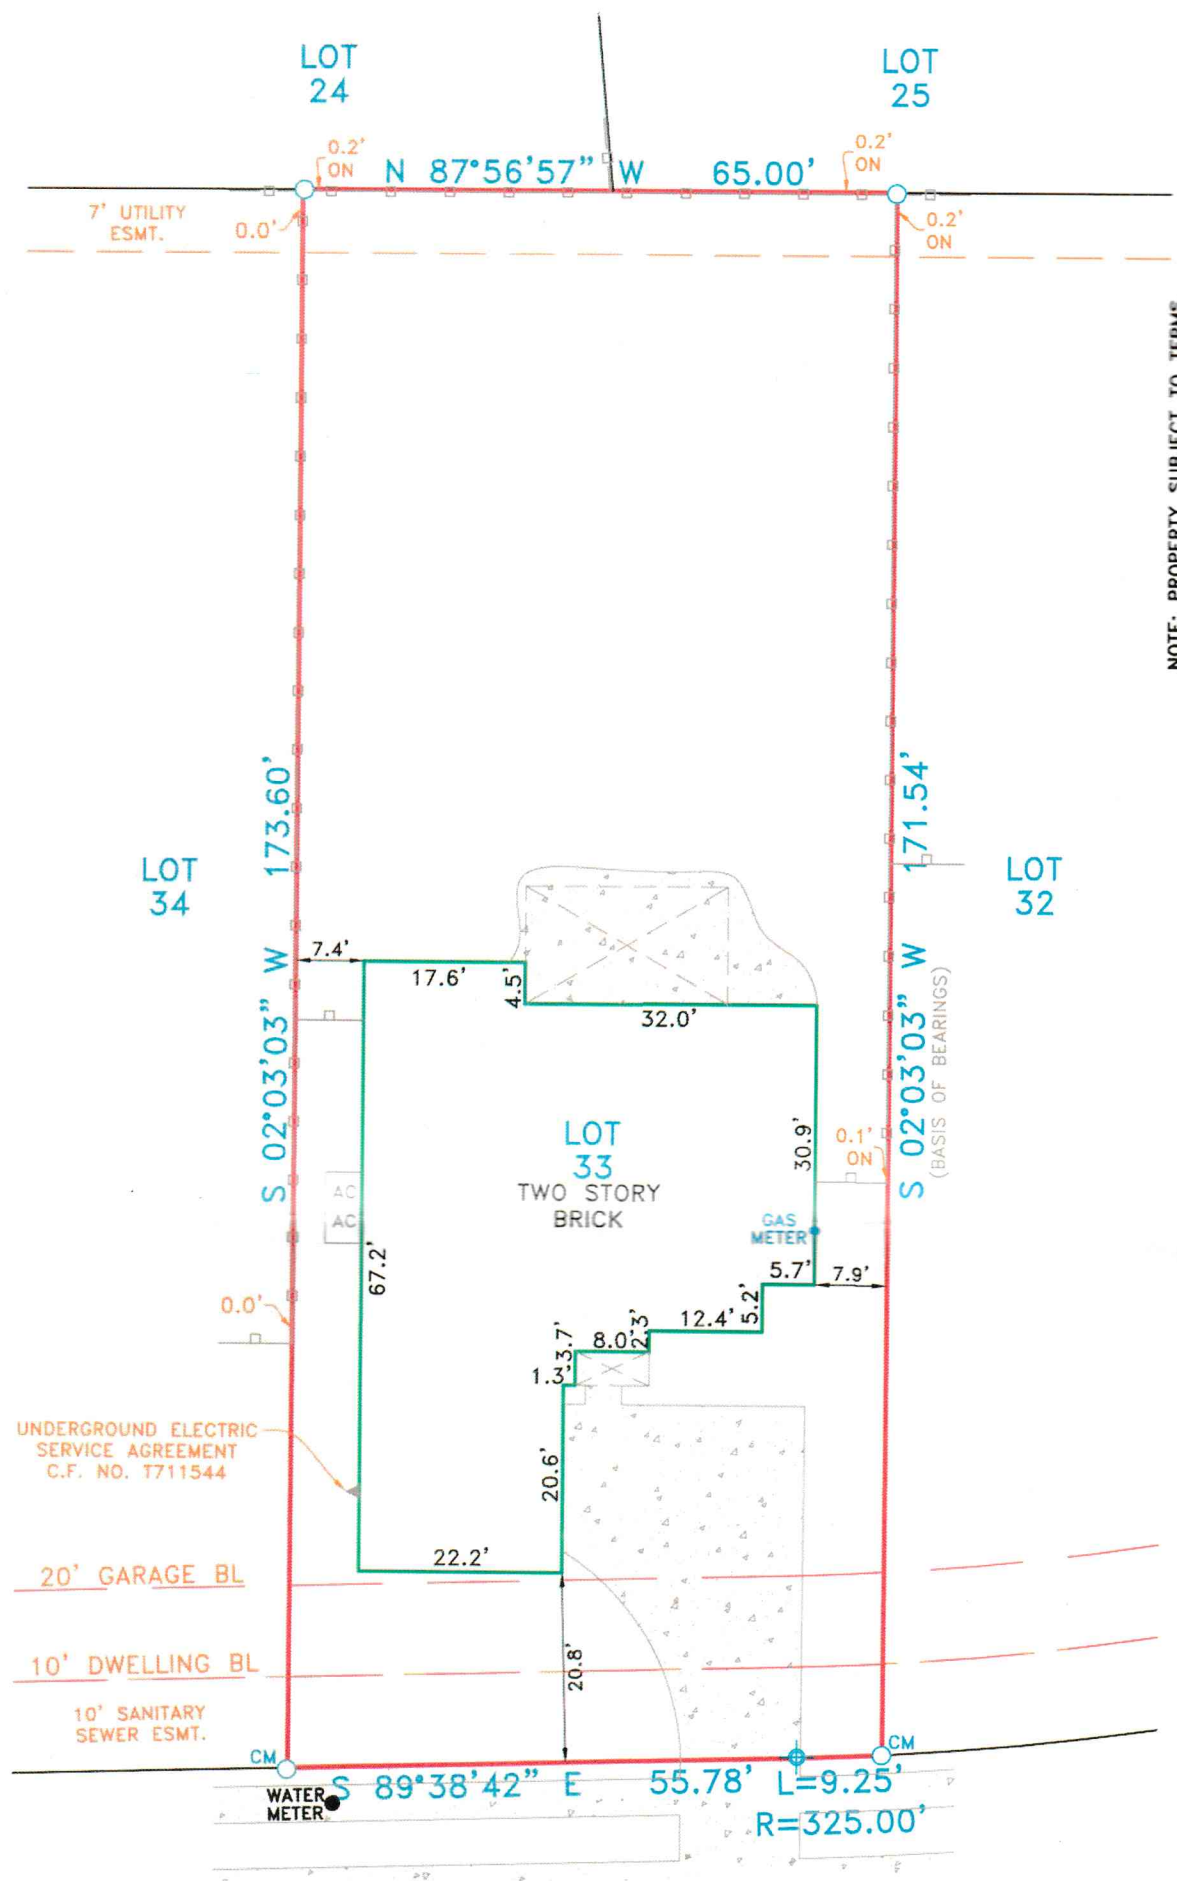 LOT
24
LOT
25
0.2'
ON
N 87°56'57" W 65.00'
0.2'
ON
7' UTILITY
ESMT.
0.0'
0.2'
ON
NOTE: PROPERTY SUBJECT TO TERMS
S 02°03'03" W 173.60'
S 02°03'03" W 171.54'
(BASIS OF BEARINGS)
LOT
34
LOT
32
7.4'
17.6'
4.5'
32.0'
LOT
33
TWO STORY
BRICK
30.9'
0.1'
ON
AC
AC
GAS
METER
67.2'
5.7'
7.9'
5.2'
12.4'
2.3'
8.0'
3.7'
1.3'
0.0'
UNDERGROUND ELECTRIC
SERVICE AGREEMENT
C.F. NO. T711544
20.6'
22.2'
20' GARAGE BL
20.8'
10' DWELLING BL
10' SANITARY
SEWER ESMT.
CM
CM
WATER
METER
S 89°38'42" E 55.78' L=9.25'
R=325.00'